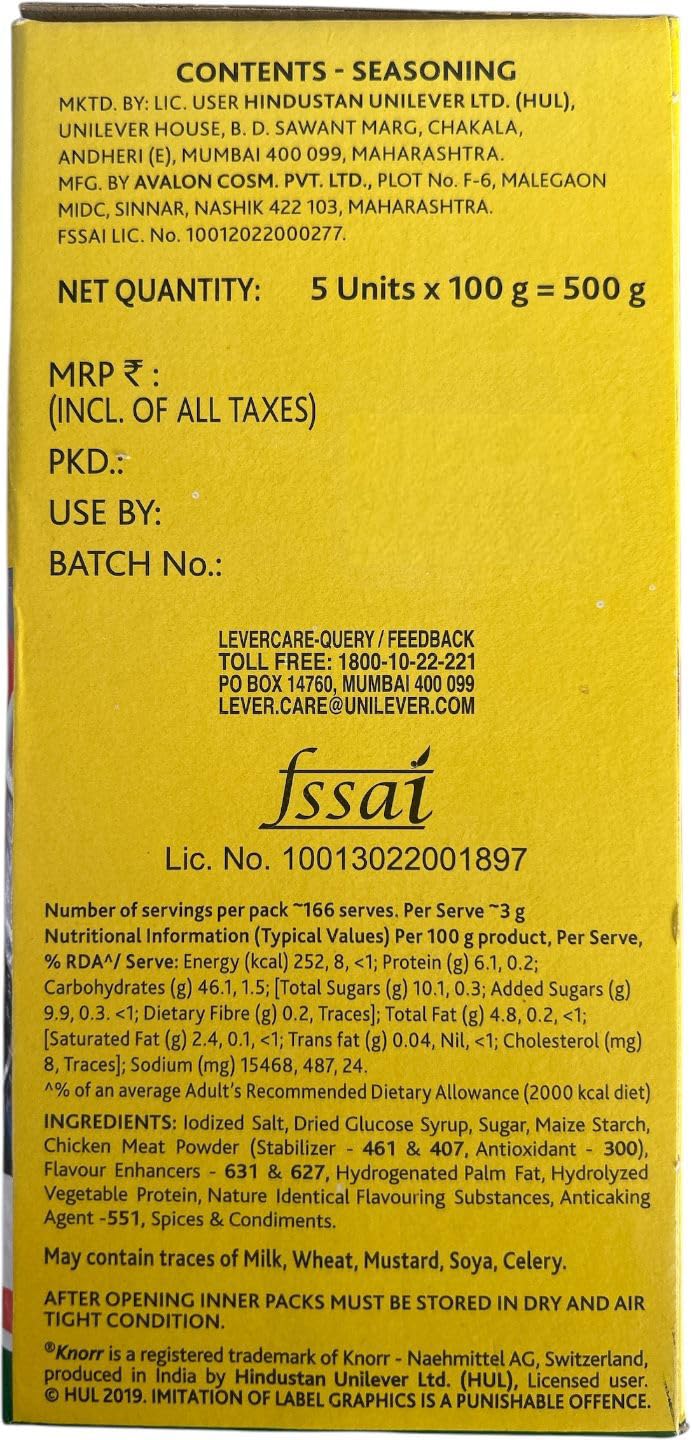 CONTENTS - SEASONING
MKTD. BY: LIC. USER HINDUSTAN UNILEVER LTD. (HUL),
UNILEVER HOUSE, B. D. SAWANT MARG, CHAKALA,
ANDHERI (E), MUMBAI 400 099, MAHARASHTRA.
MFG. BY AVALON COSM. PVT. LTD., PLOT No. F-6, MALEGAON
MIDC, SINNAR, NASHIK 422 103, MAHARASHTRA.
FSSAI LIC. No. 10012022000277.
NET QUANTITY: 5 Units x 100 g = 500 g
MRP ₹ :
(INCL. OF ALL TAXES)
PKD.:
USE BY:
BATCH No.:
LEVERCARE-QUERY / FEEDBACK
TOLL FREE: 1800-10-22-221
PO BOX 14760, MUMBAI 400 099
LEVER.CARE@UNILEVER.COM
fssai
Lic. No. 10013022001897
Number of servings per pack ~166 serves. Per Serve ~3 g
Nutritional Information (Typical Values) Per 100 g product, Per Serve,
% RDA^/ Serve: Energy (kcal) 252, 8, <1; Protein (g) 6.1, 0.2;
Carbohydrates (g) 46.1, 1.5; [Total Sugars (g) 10.1, 0.3; Added Sugars (g)
9.9, 0.3. <1; Dietary Fibre (g) 0.2, Traces]; Total Fat (g) 4.8, 0.2, <1;
[Saturated Fat (g) 2.4, 0.1, <1; Trans fat (g) 0.04, Nil, <1; Cholesterol (mg)
8, Traces]; Sodium (mg) 15468, 487, 24.
^% of an average Adult's Recommended Dietary Allowance (2000 kcal diet)
INGREDIENTS: Iodized Salt, Dried Glucose Syrup, Sugar, Maize Starch,
Chicken Meat Powder (Stabilizer - 461 & 407, Antioxidant - 300),
Flavour Enhancers - 631 & 627, Hydrogenated Palm Fat, Hydrolyzed
Vegetable Protein, Nature Identical Flavouring Substances, Anticaking
Agent -551, Spices & Condiments.
May contain traces of Milk, Wheat, Mustard, Soya, Celery.
AFTER OPENING INNER PACKS MUST BE STORED IN DRY AND AIR
TIGHT CONDITION.
®Knorr is a registered trademark of Knorr - Naehmittel AG, Switzerland,
produced in India by Hindustan Unilever Ltd. (HUL), Licensed user.
© HUL 2019. IMITATION OF LABEL GRAPHICS IS A PUNISHABLE OFFENCE.